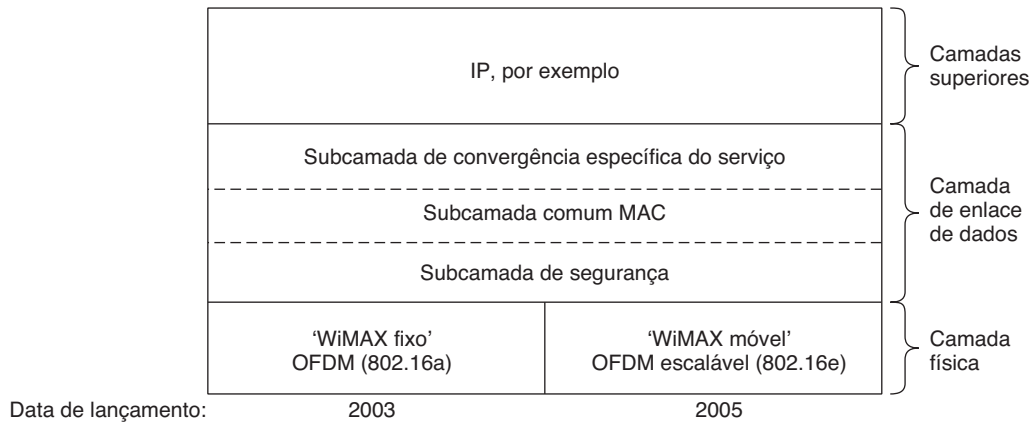 IP, por exemplo
Camadas
superiores
Subcamada de convergência específica do serviço
Subcamada comum MAC
Subcamada de segurança
Camada
de enlace
de dados
‘WiMAX fixo’
OFDM (802.16a)
‘WiMAX móvel’
OFDM escalável (802.16e)
Camada
física
Data de lançamento:
2003
2005